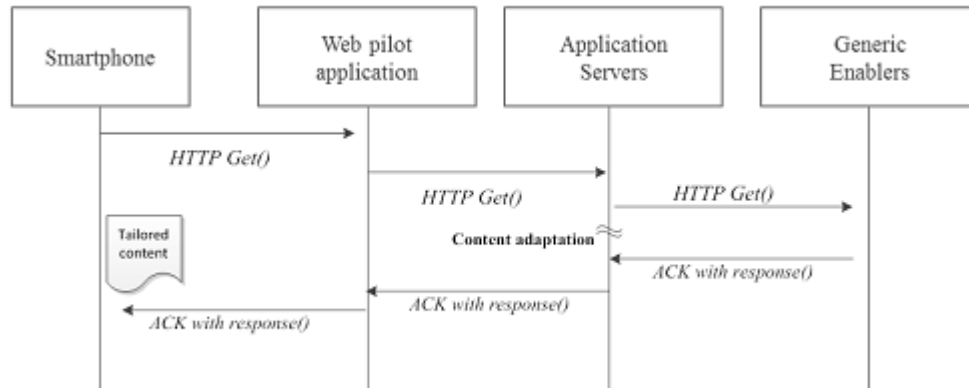 Smartphone
Web pilot
application
Application
Servers
Generic
Enablers
HTTP Get()
HTTP Get()
HTTP Get()
Tailored
content
Content adaptation
ACK with response()
ACK with response()
ACK with response()